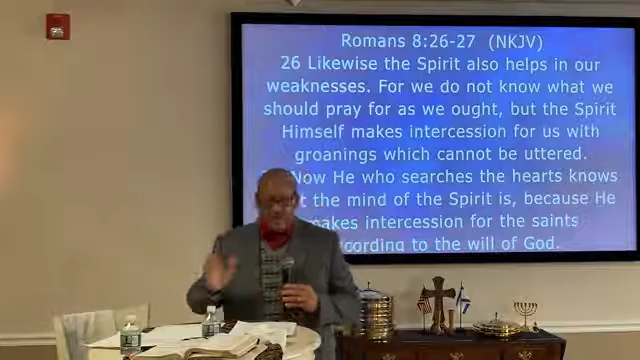 Romans 8:26-27 (NKJV)
26 Likewise the Spirit also helps in our
weaknesses. For we do not know what we
should pray for as we ought, but the Spirit
Himself makes intercession for us with
groanings which cannot be uttered.
Now He who searches the hearts knows
the mind of the Spirit is, because He
makes intercession for the saints
according to the will of God.